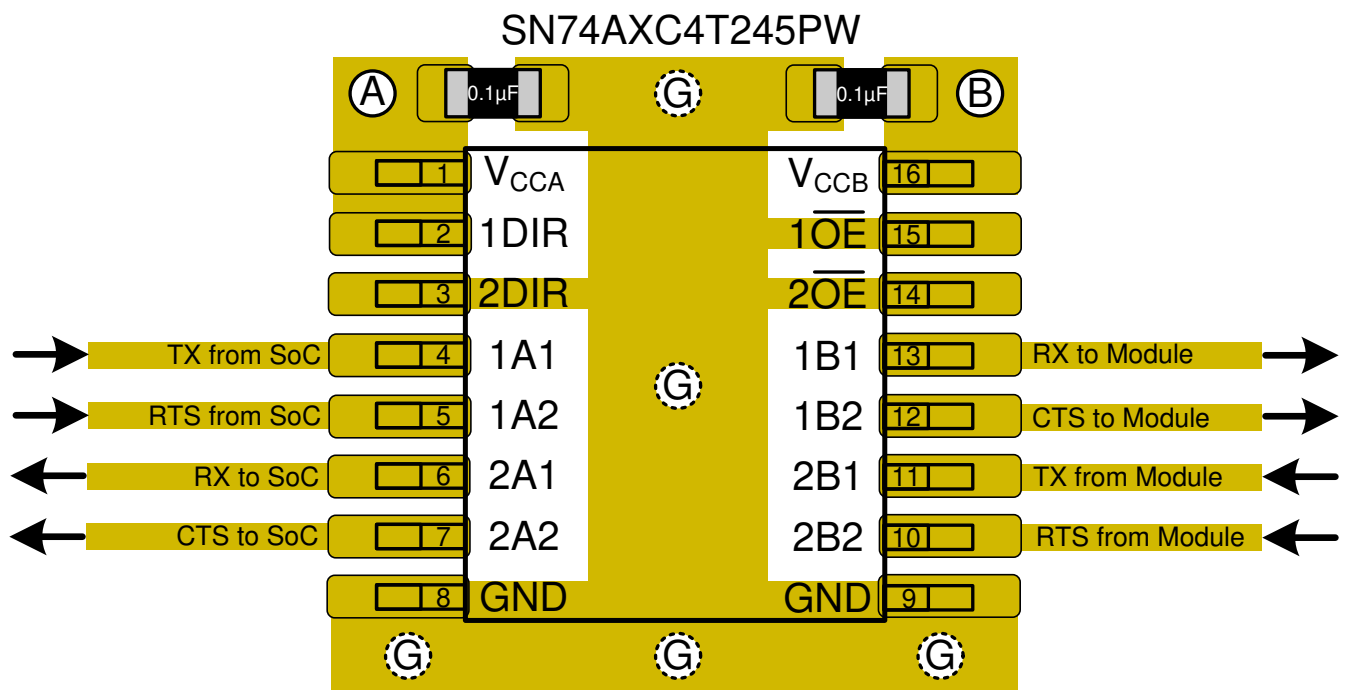 SN74AXC4T245PW
A 0.1µF G 0.1µF B
1 VCCA VCCB 16
2 1DIR 1OE 15
3 2DIR 2OE 14
TX from SoC 4 1A1 1B1 13 RX to Module
G
RTS from SoC 5 1A2 1B2 12 CTS to Module
RX to SoC 6 2A1 2B1 11 TX from Module
CTS to SoC 7 2A2 2B2 10 RTS from Module
8 GND GND 9
G G G